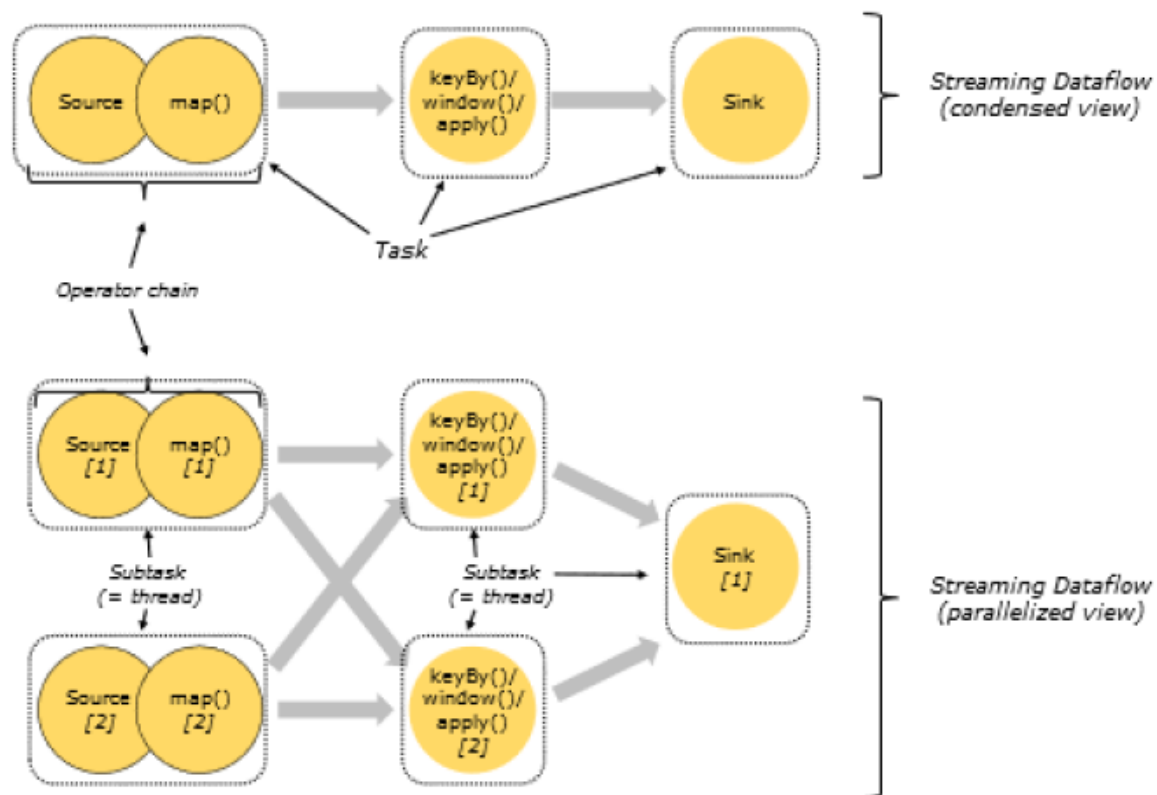 Source
map()
keyBy()/
window()/
apply()
Sink
Streaming Dataflow
(condensed view)
Task
Operator chain
Source
[1]
map()
[1]
keyBy()/
window()/
apply()
[1]
Subtask
(= thread)
Subtask
(= thread)
Sink
[1]
Streaming Dataflow
(parallelized view)
Source
[2]
map()
[2]
keyBy()/
window()/
apply()
[2]